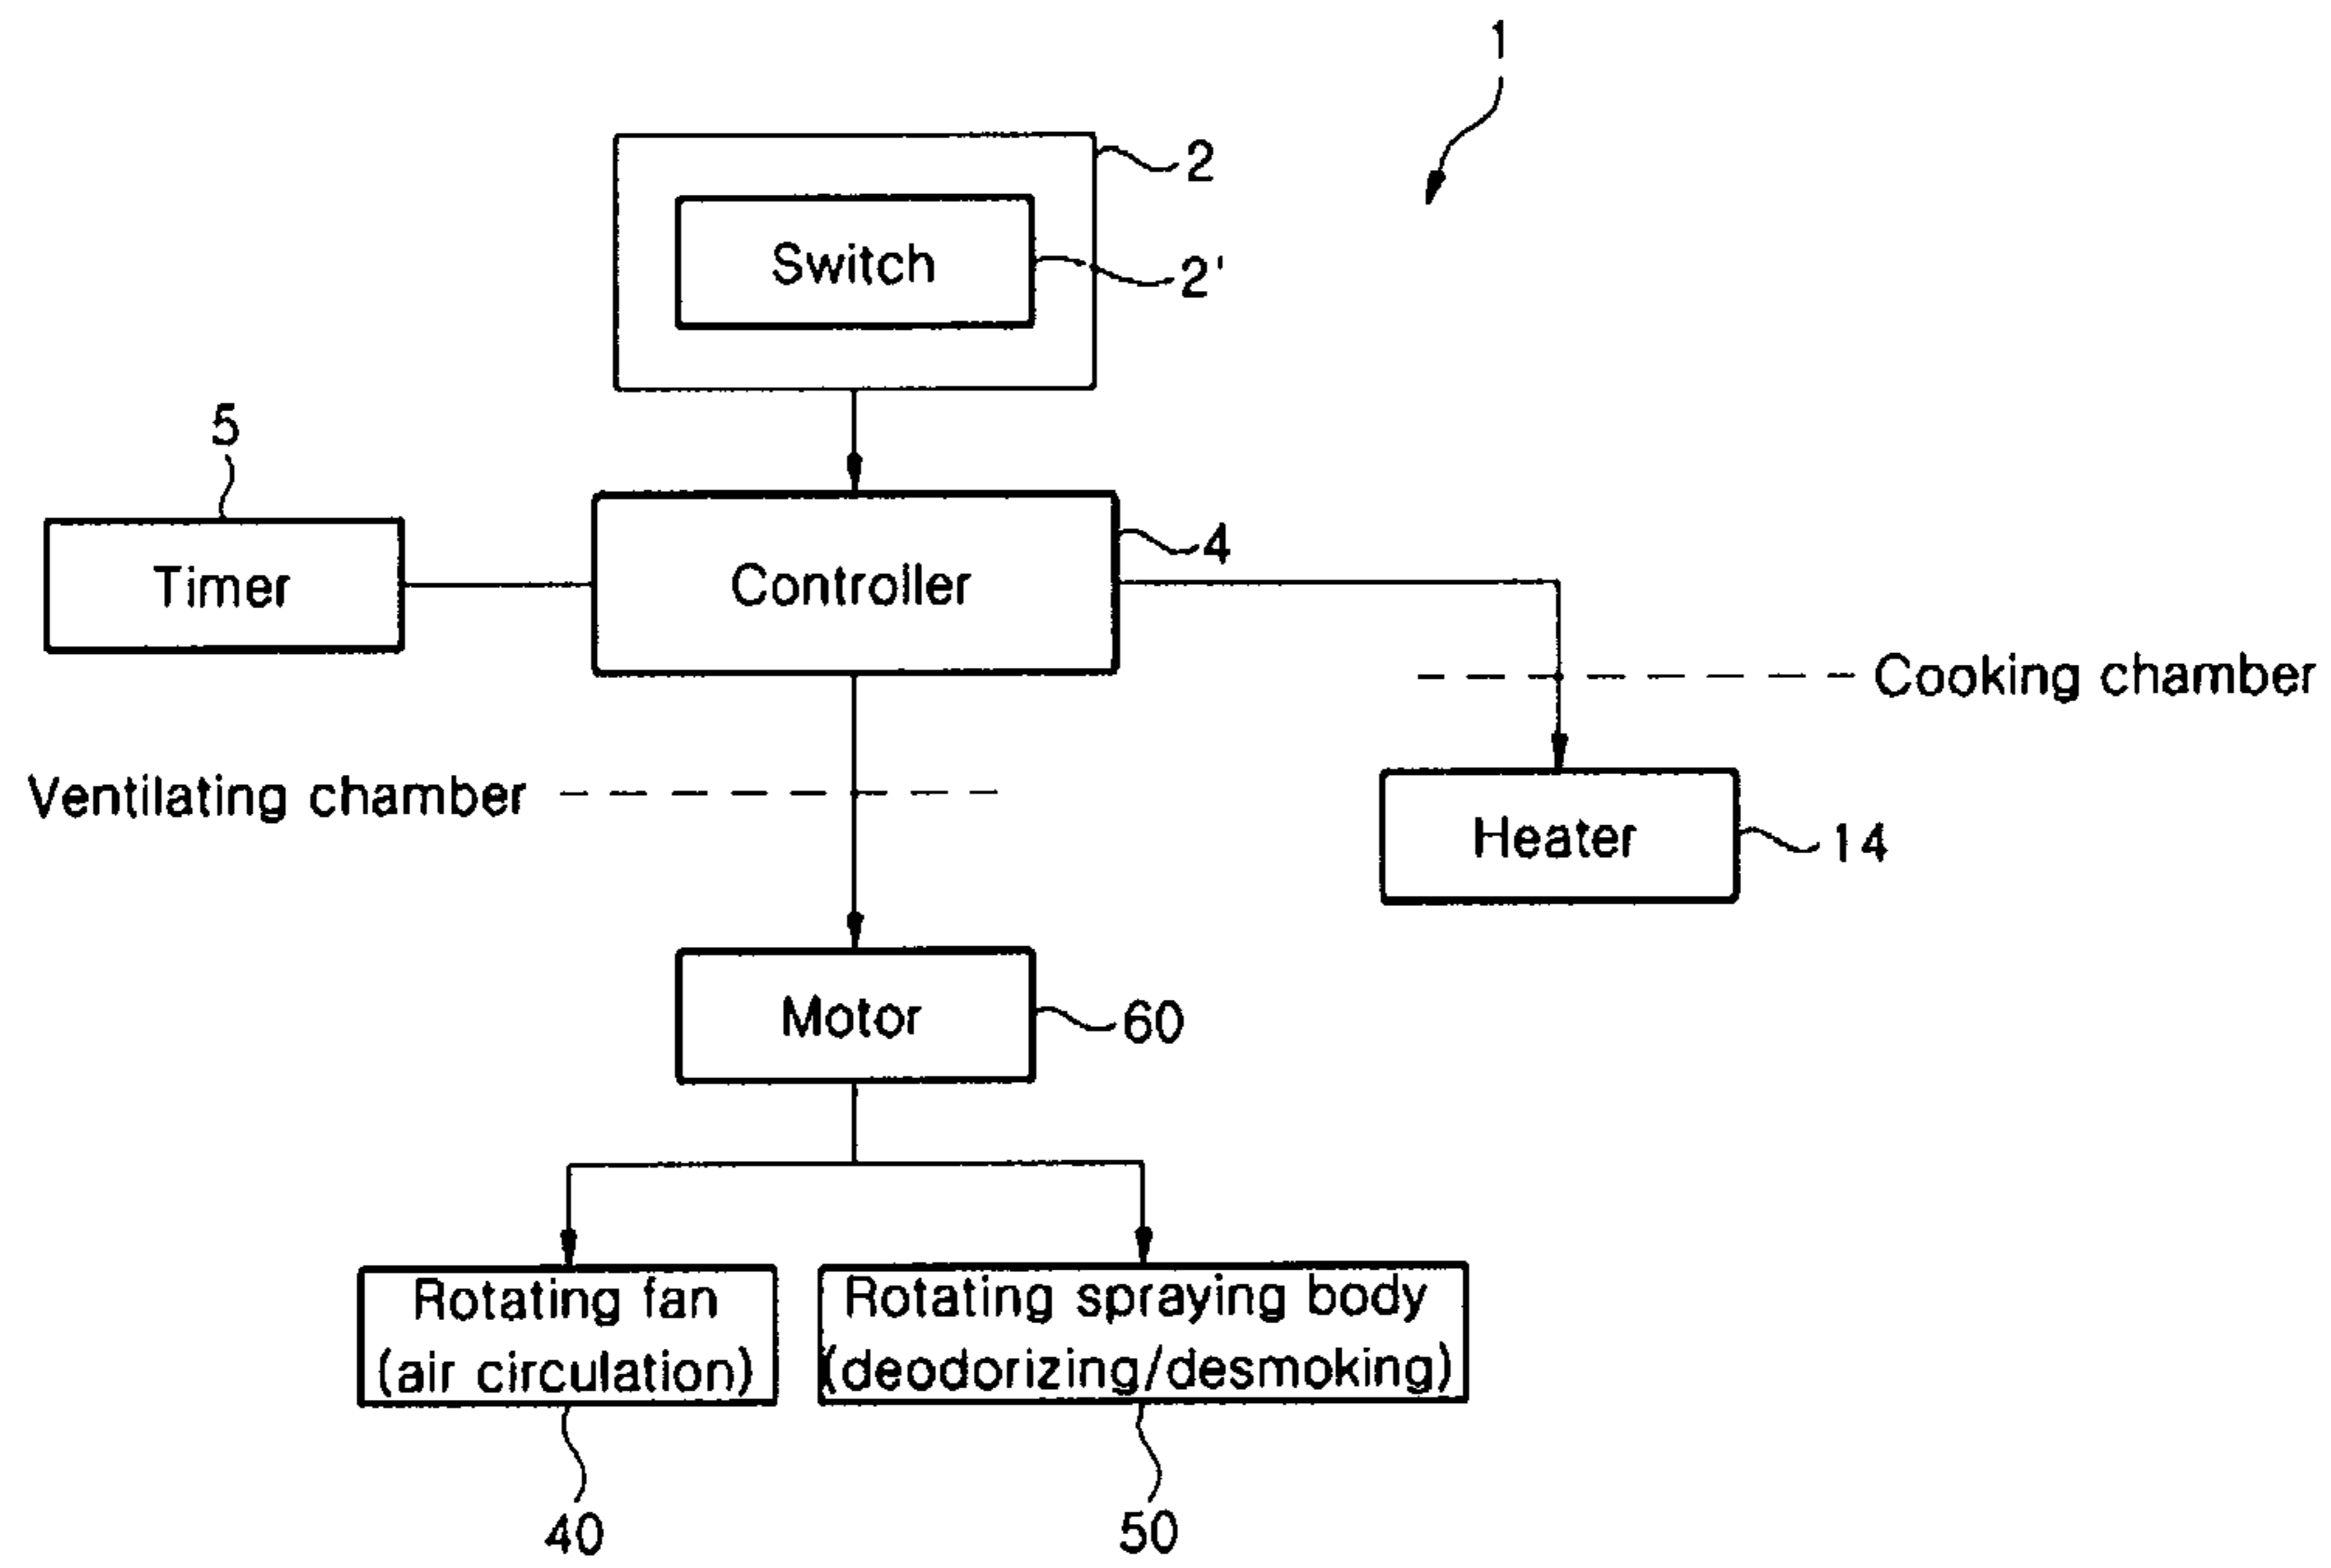 1
2
Switch
2'
5
4
Timer
Controller
Cooking chamber
Ventilating chamber
Heater
14
Motor
60
Rotating fan
(air circulation)
Rotating spraying body
(deodorizing/desmoking)
40
50